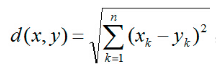 d(x, y) = √(∑_{k=1}^{n} (x_k − y_k)²)